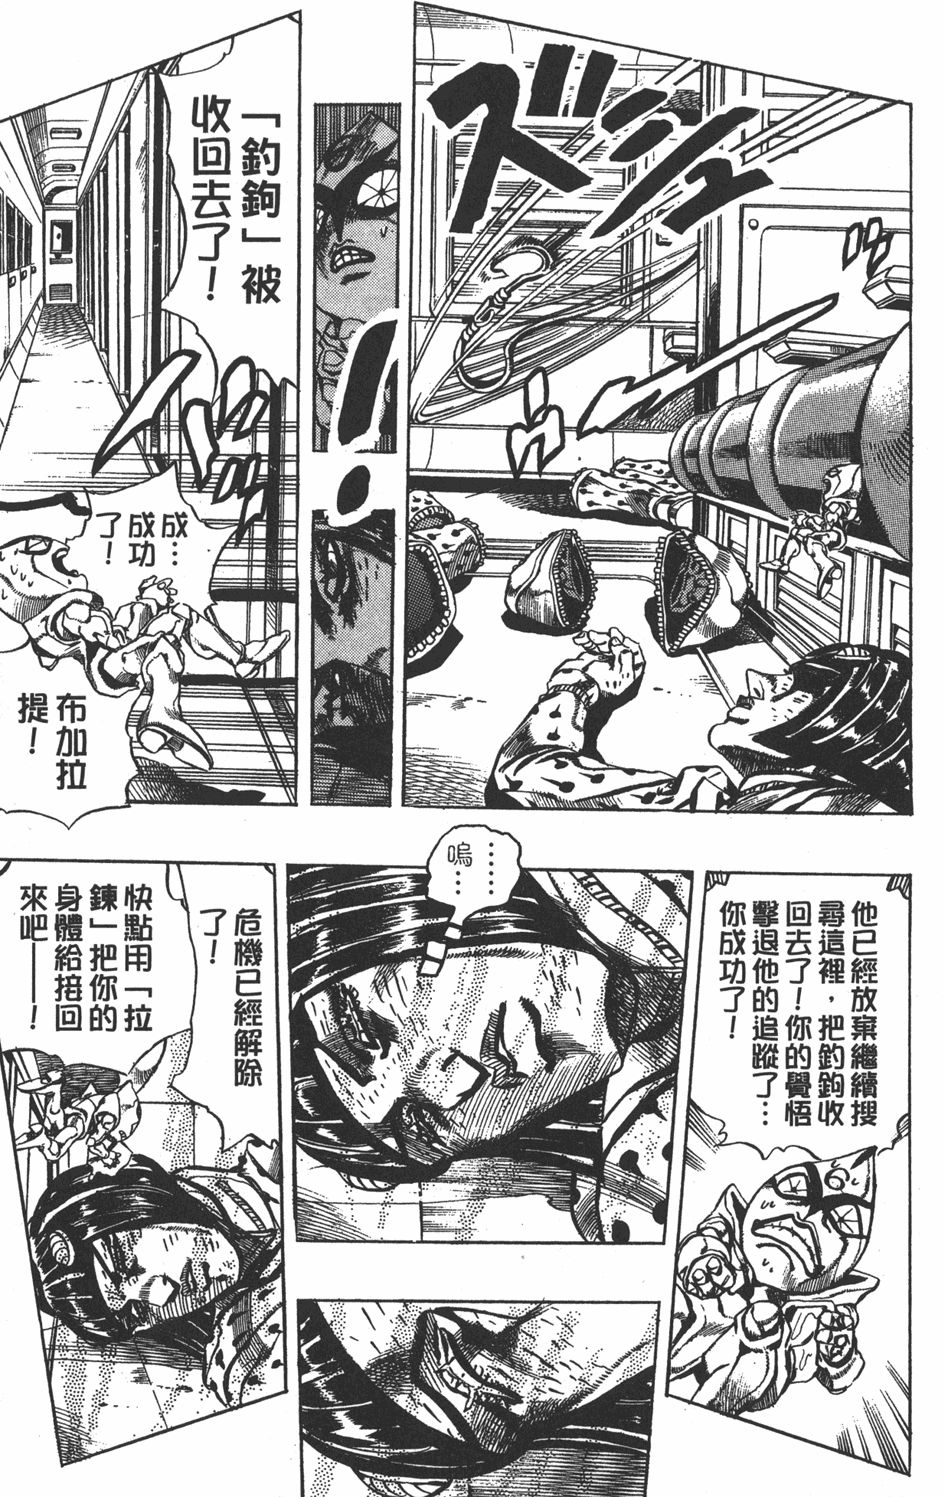 ズシュ
バッ
「釣鉤」被
收回去了！
成…
成功
了！
布加拉
提！
他已經放棄繼續搜
尋這裡，把釣鉤收
回去了！你的覺悟
擊退他的追蹤了…
你成功了！
……
嗚……
危機已經解除
了！
快點用「拉
鍊」把你的
身體給接回
來吧——！